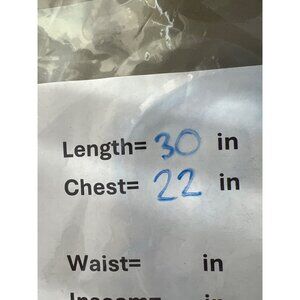 Length= 30 in
Chest= 22 in
Waist= in